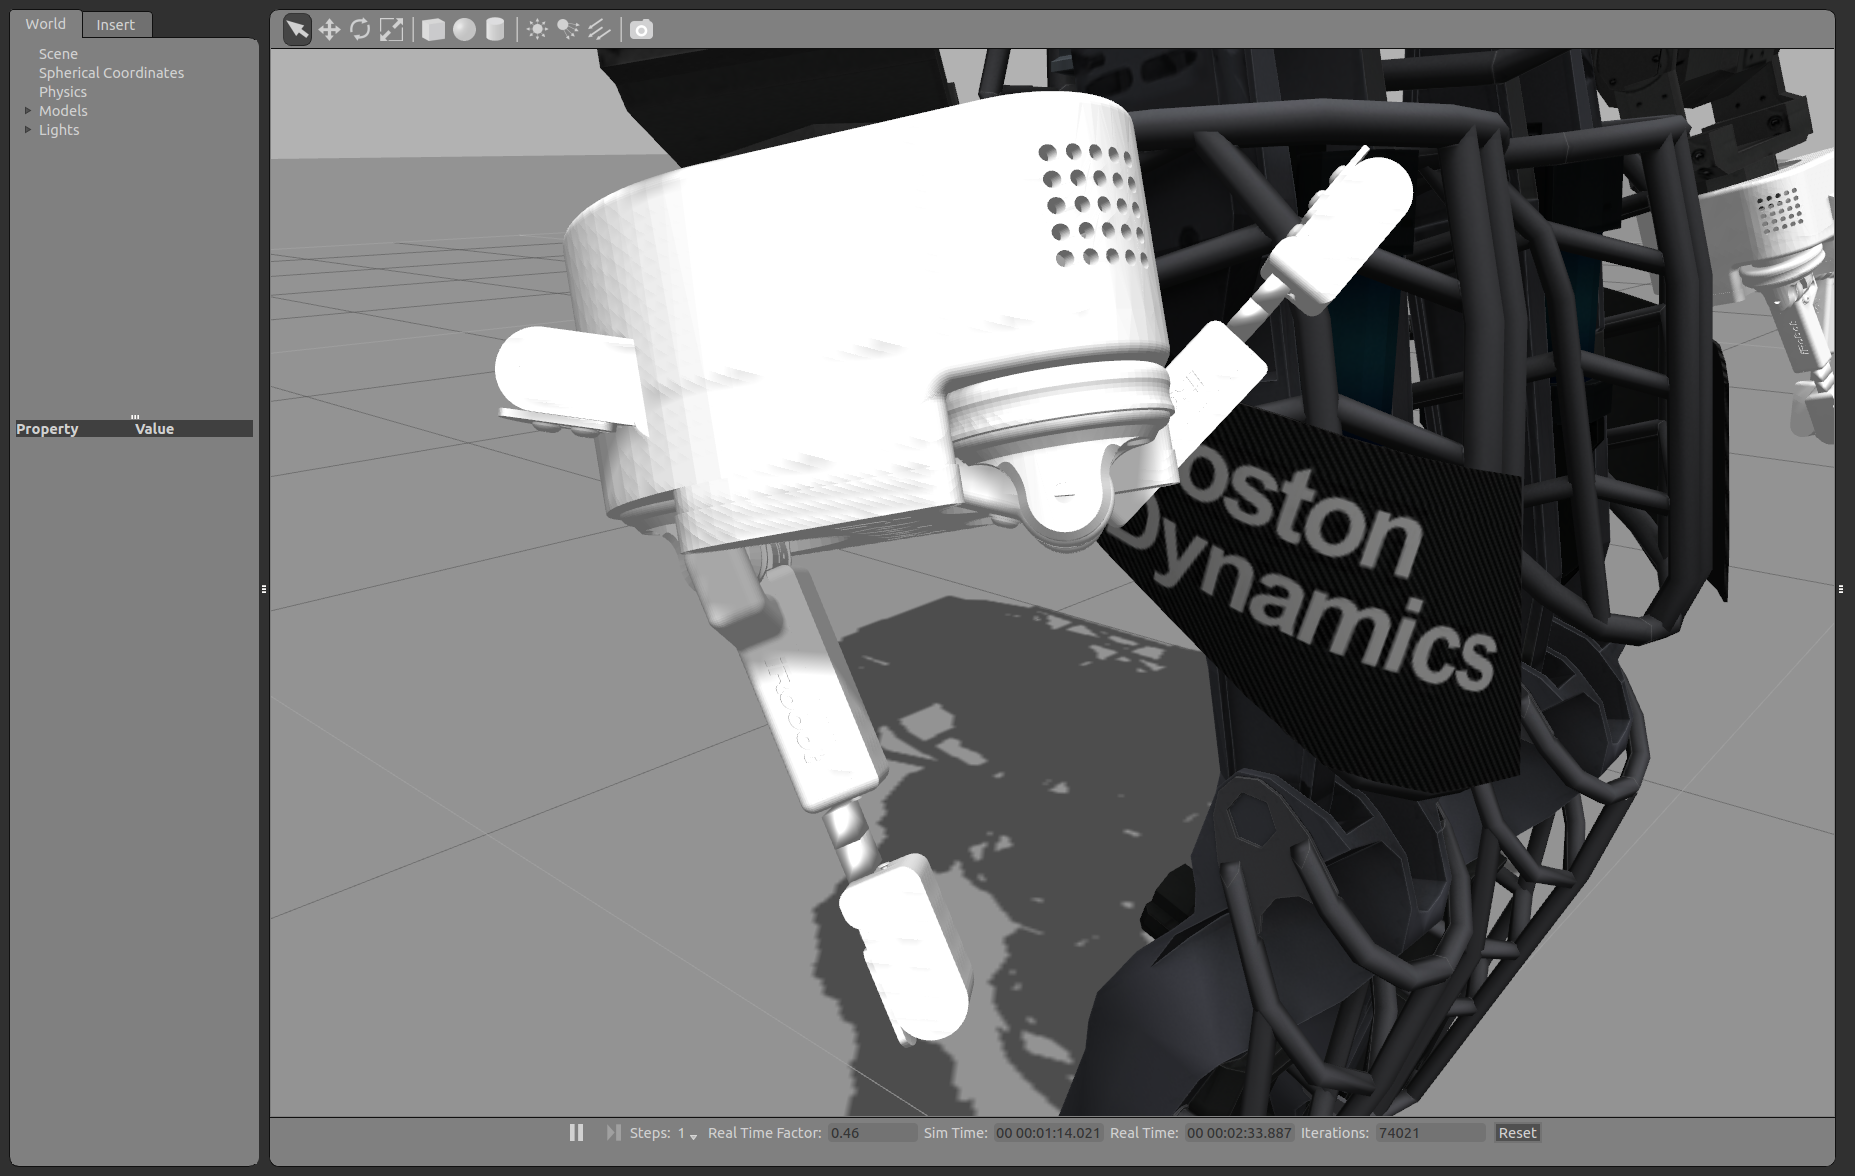 World
Insert
Scene
Spherical Coordinates
Physics
Models
Lights
Property Value
oston
Dynamics
Steps: 1 Real Time Factor: 0.46 Sim Time: 00 00:01:14.021 Real Time: 00 00:02:33.887 Iterations: 74021 Reset